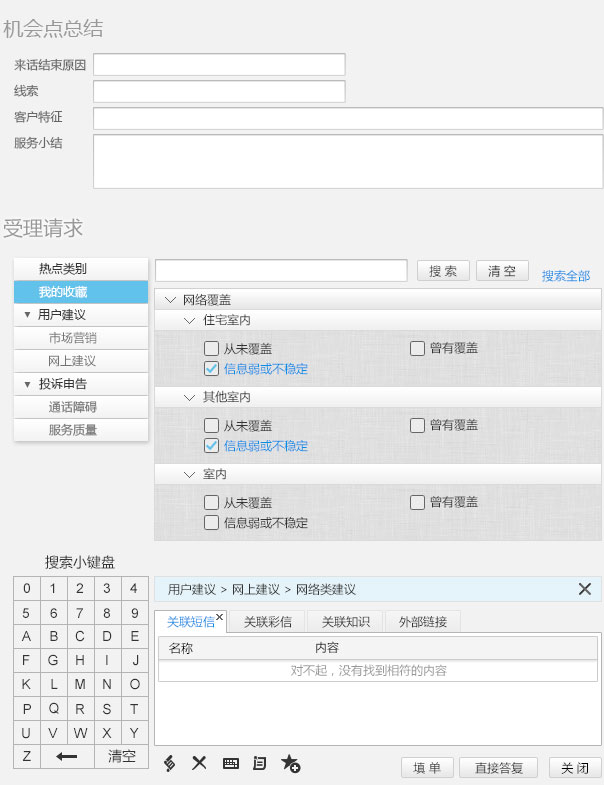 机会点总结
来话结束原因
线索
客户特征
服务小结
受理请求
热点类别
我的收藏
▼ 用户建议
市场营销
网上建议
▼ 投诉申告
通话障碍
服务质量
搜索 清空 搜索全部
网络覆盖
住宅室内
从未覆盖 曾有覆盖
信息弱或不稳定
其他室内
从未覆盖 曾有覆盖
信息弱或不稳定
室内
从未覆盖 曾有覆盖
信息弱或不稳定
搜索小键盘
0 1 2 3 4
5 6 7 8 9
A B C D E
F G H I J
K L M N O
P Q R S T
U V W X Y
Z ← 清空
用户建议 > 网上建议 > 网络类建议
关联短信 关联彩信 关联知识 外部链接
名称 内容
对不起，没有找到相符的内容
填单 直接答复 关闭